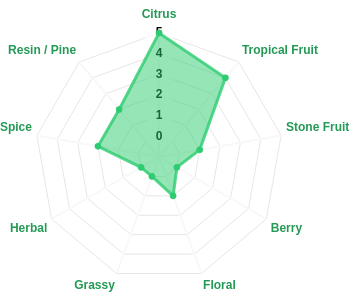 Citrus
5
Resin / Pine
Tropical Fruit
4
3
2
Spice
Stone Fruit
1
0
Herbal
Berry
Grassy
Floral